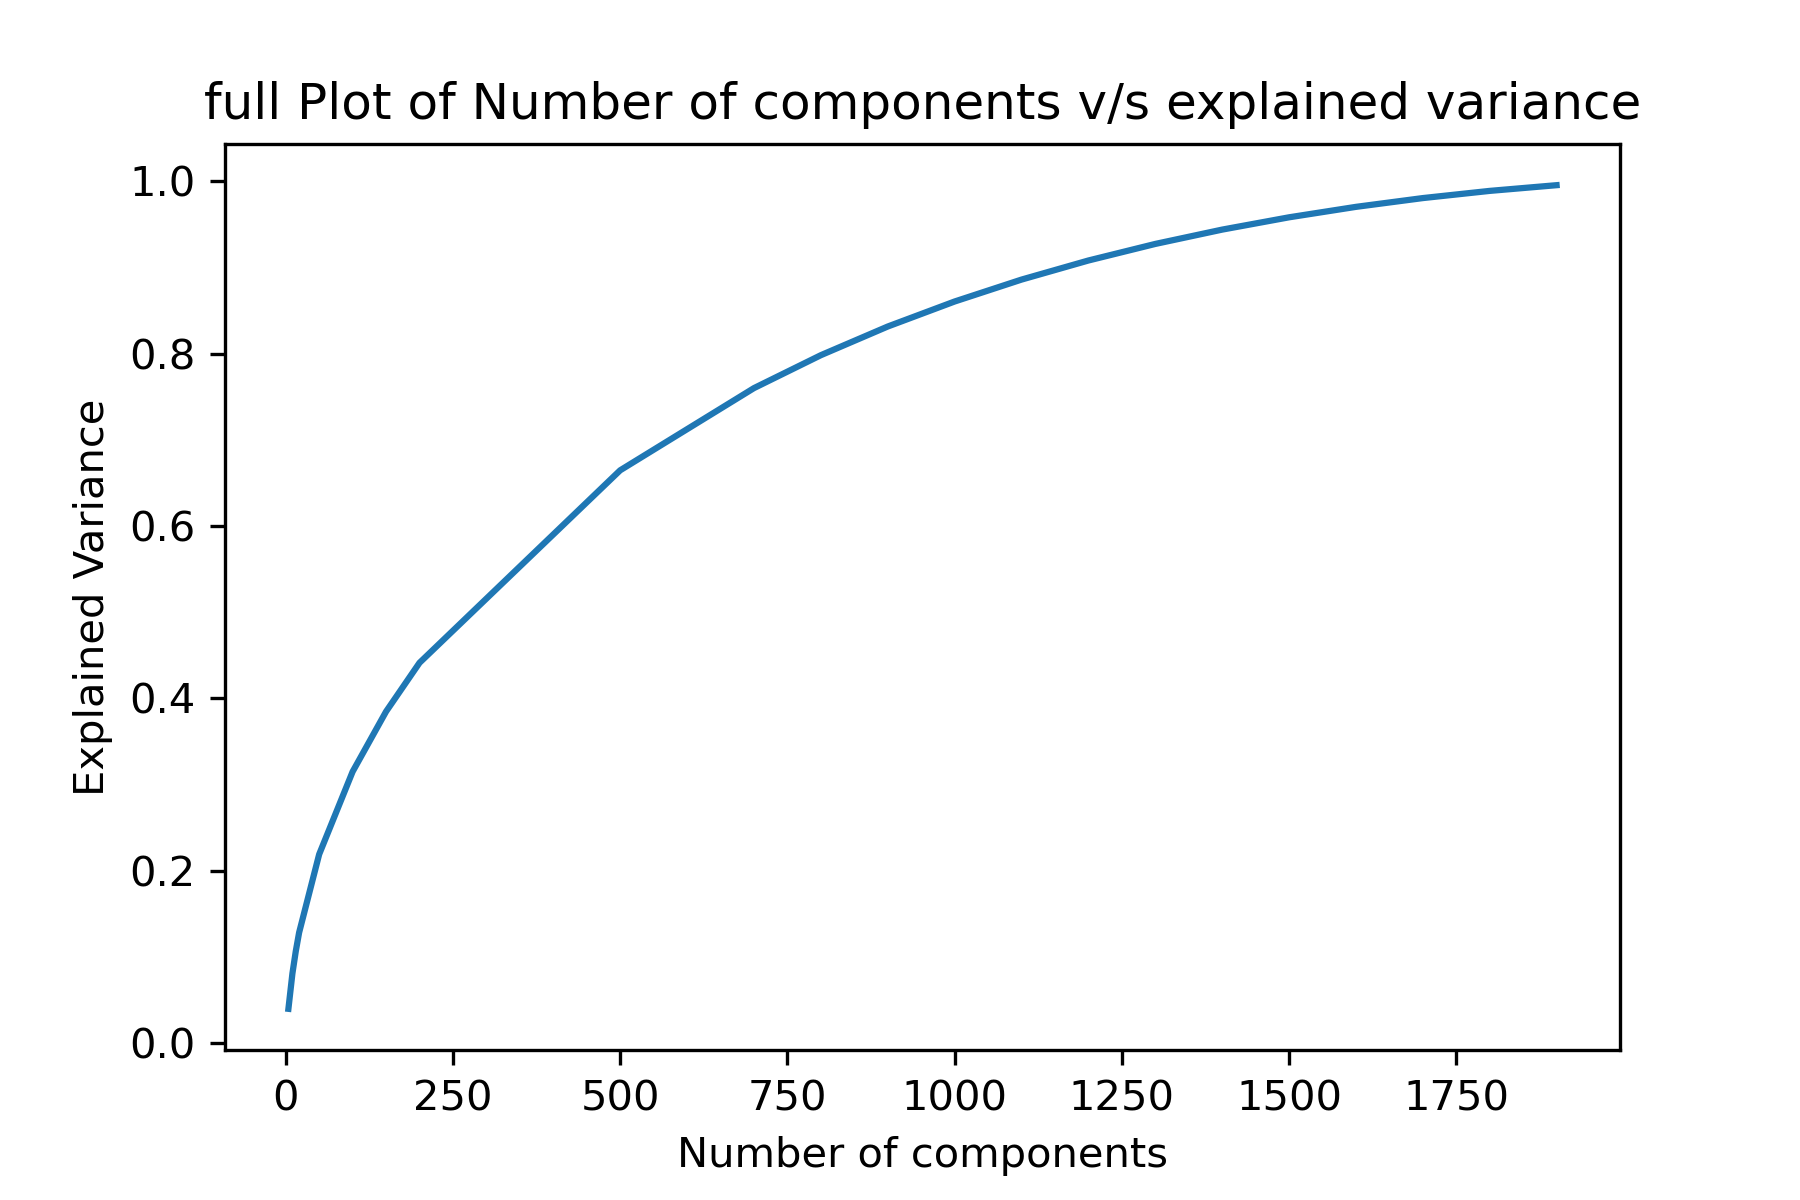 full Plot of Number of components v/s explained variance
1.0
0.8
0.6
0.4
0.2
0.0
Explained Variance
0 250 500 750 1000 1250 1500 1750
Number of components